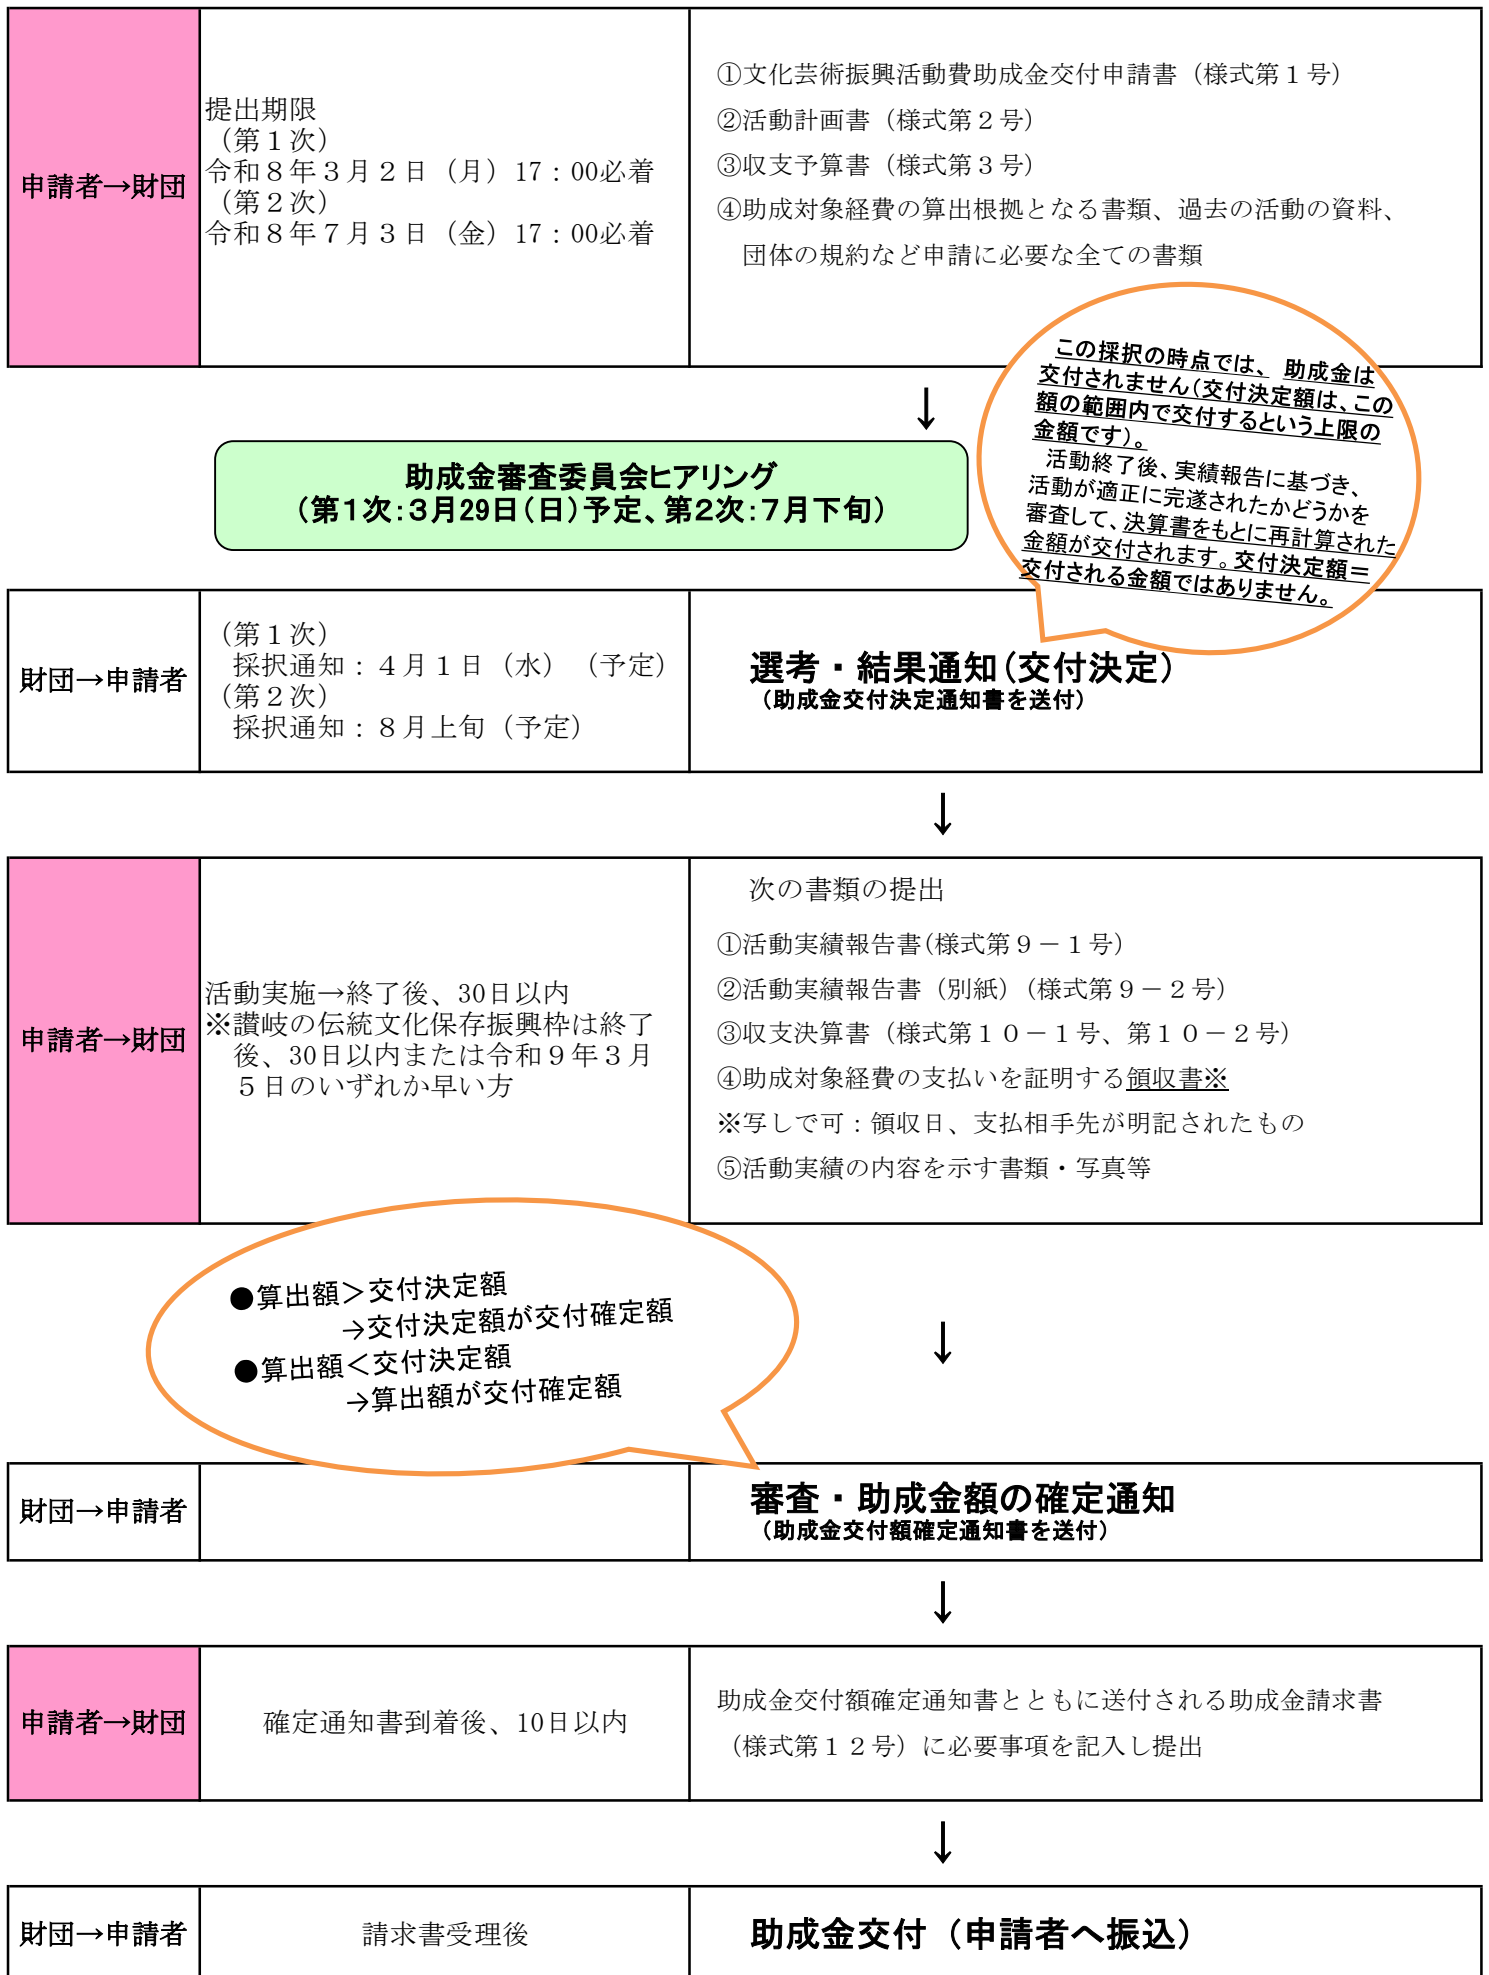 申請者→財団
提出期限
（第１次）
令和８年３月２日（月）17：00必着
（第２次）
令和８年７月３日（金）17：00必着
①文化芸術振興活動費助成金交付申請書（様式第１号）
②活動計画書（様式第２号）
③収支予算書（様式第３号）
④助成対象経費の算出根拠となる書類、過去の活動の資料、
団体の規約など申請に必要な全ての書類
↓
この採択の時点では、 助成金は
交付されません（交付決定額は、この
額の範囲内で交付するという上限の
金額です）。
活動終了後、実績報告に基づき、
活動が適正に完遂されたかどうかを
審査して、決算書をもとに再計算された
金額が交付されます。交付決定額＝
交付される金額ではありません。
助成金審査委員会ヒアリング
（第１次：３月29日（日）予定、第２次：７月下旬）
財団→申請者
（第１次）
採択通知：４月１日（水）（予定）
（第２次）
採択通知：８月上旬（予定）
選考・結果通知(交付決定）
（助成金交付決定通知書を送付）
↓
申請者→財団
活動実施→終了後、30日以内
※讃岐の伝統文化保存振興枠は終了
後、30日以内または令和９年３月
５日のいずれか早い方
次の書類の提出
①活動実績報告書(様式第９－１号）
②活動実績報告書（別紙）(様式第９－２号）
③収支決算書（様式第１０－１号、第１０－２号）
④助成対象経費の支払いを証明する領収書※
※写しで可：領収日、支払相手先が明記されたもの
⑤活動実績の内容を示す書類・写真等
●算出額＞交付決定額
→交付決定額が交付確定額
●算出額＜交付決定額
→算出額が交付確定額
↓
財団→申請者
審査・助成金額の確定通知
（助成金交付額確定通知書を送付）
↓
申請者→財団
確定通知書到着後、10日以内
助成金交付額確定通知書とともに送付される助成金請求書
（様式第１２号）に必要事項を記入し提出
↓
財団→申請者
請求書受理後
助成金交付（申請者へ振込）